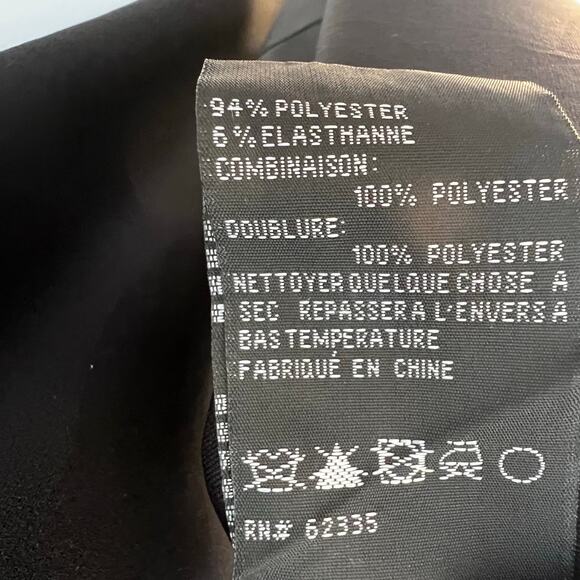 94% POLYESTER
6% ELASTHANNE
COMBINAISON:
100% POLYESTER
DOUBLURE:
100% POLYESTER
NETTOYER QUELQUE CHOSE A
SEC REPASSER A L'ENVERS A
BAS TEMPERATURE
FABRIQUÉ EN CHINE
RN# 62335